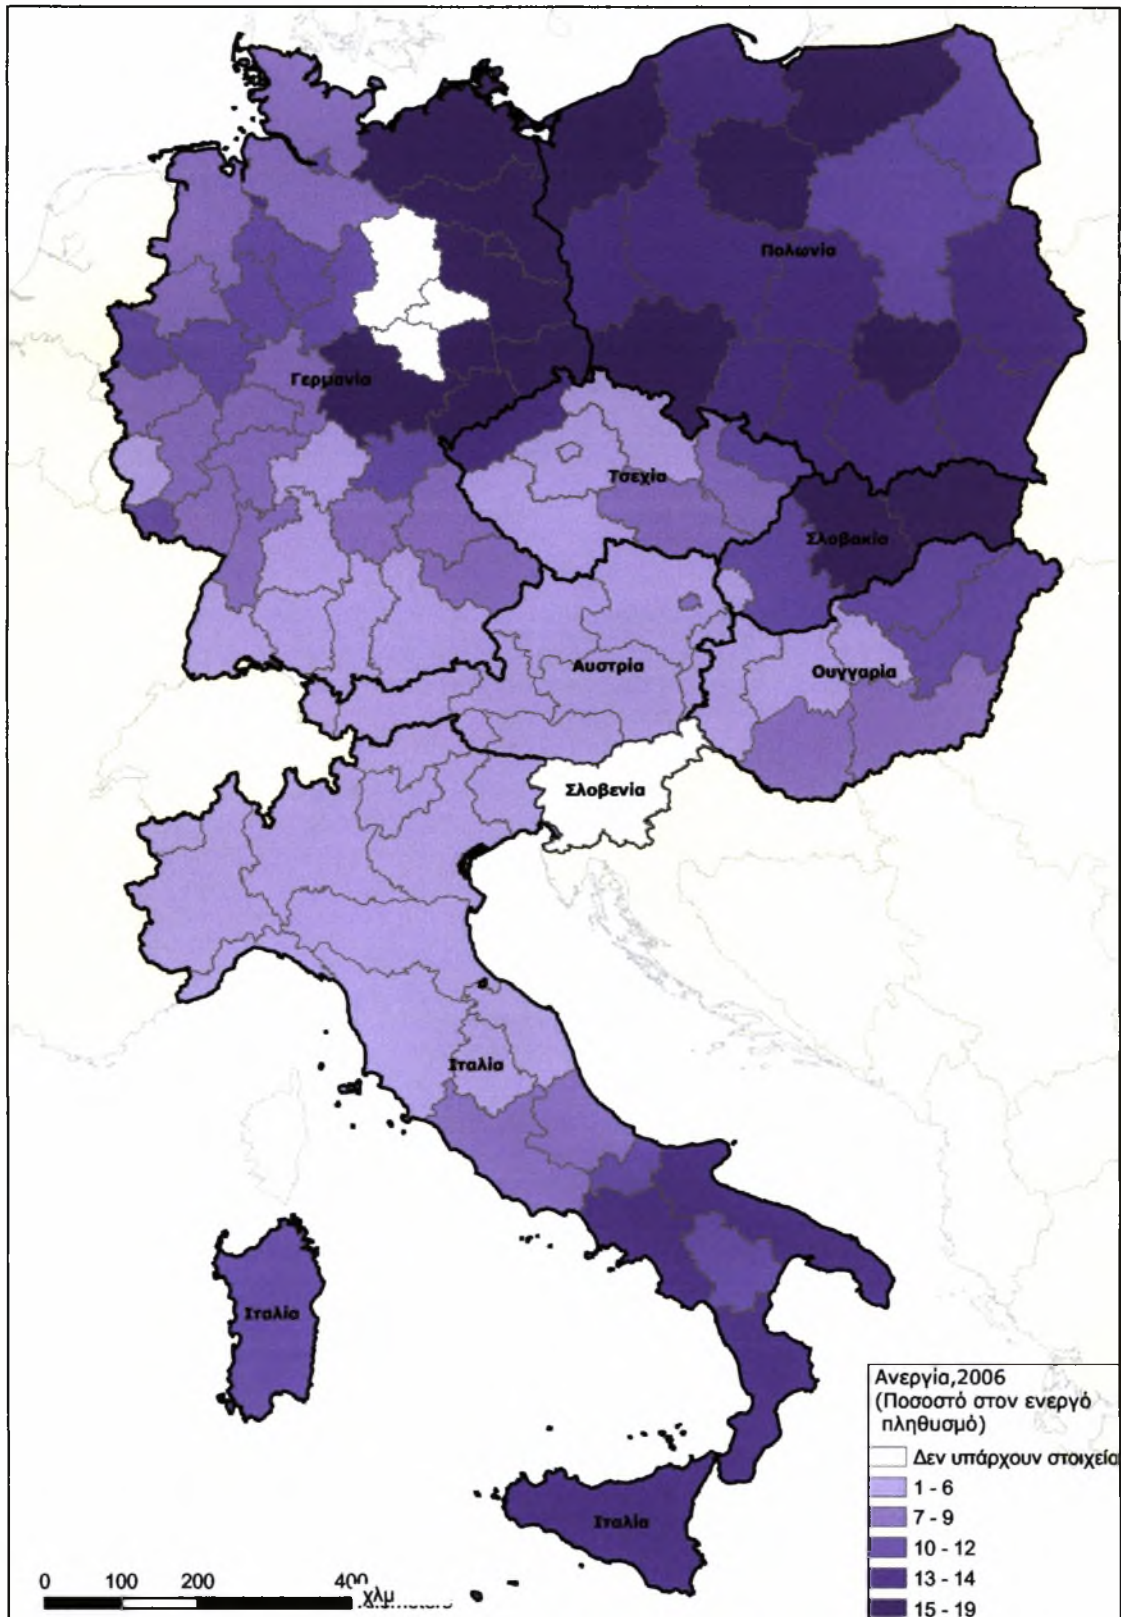 Πολωνία
Γερμανία
Τσεχία
Σλοβακία
Αυστρία
Ουγγαρία
Σλοβενία
Ιταλία
Ιταλία
Ιταλία
Ανεργία,2006
(Ποσοστό στον ενεργό
πληθυσμό)
Δεν υπάρχουν στοιχεία
1 - 6
7 - 9
10 - 12
13 - 14
15 - 19
0 100 200 400 χλμ